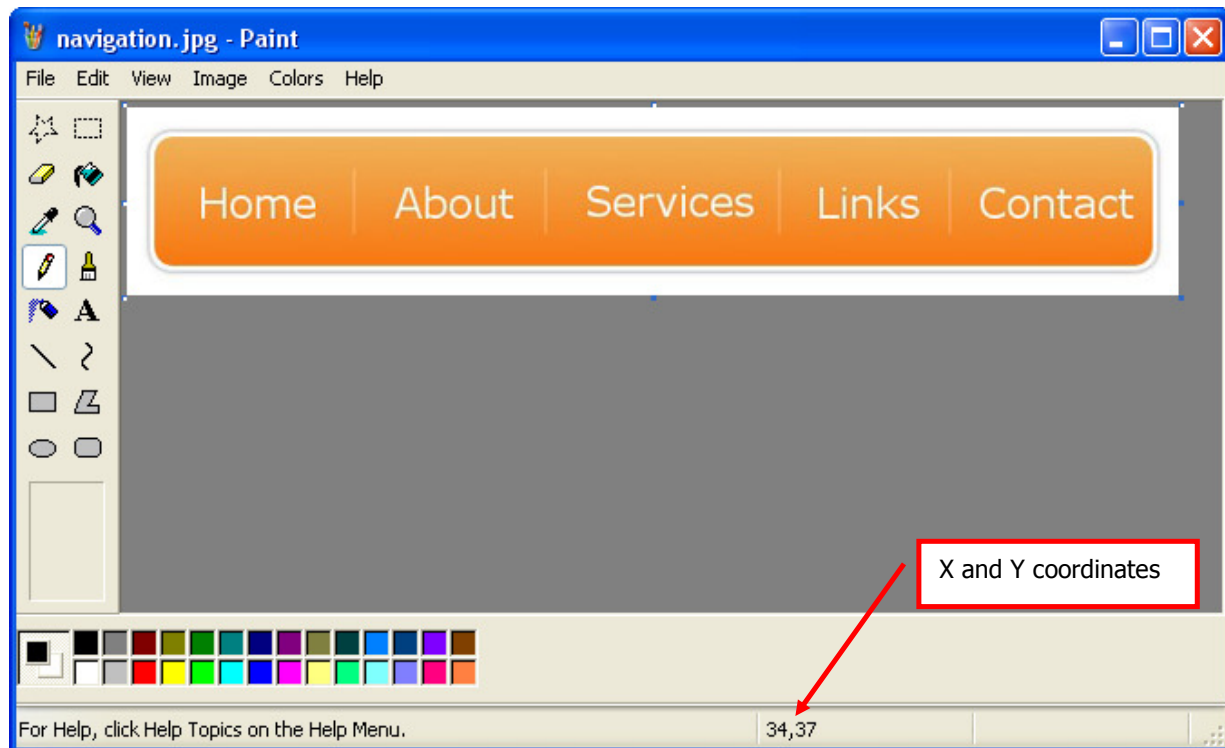 navigation.jpg - Paint
File Edit View Image Colors Help
Home About Services Links Contact
A
X and Y coordinates
For Help, click Help Topics on the Help Menu. 34,37